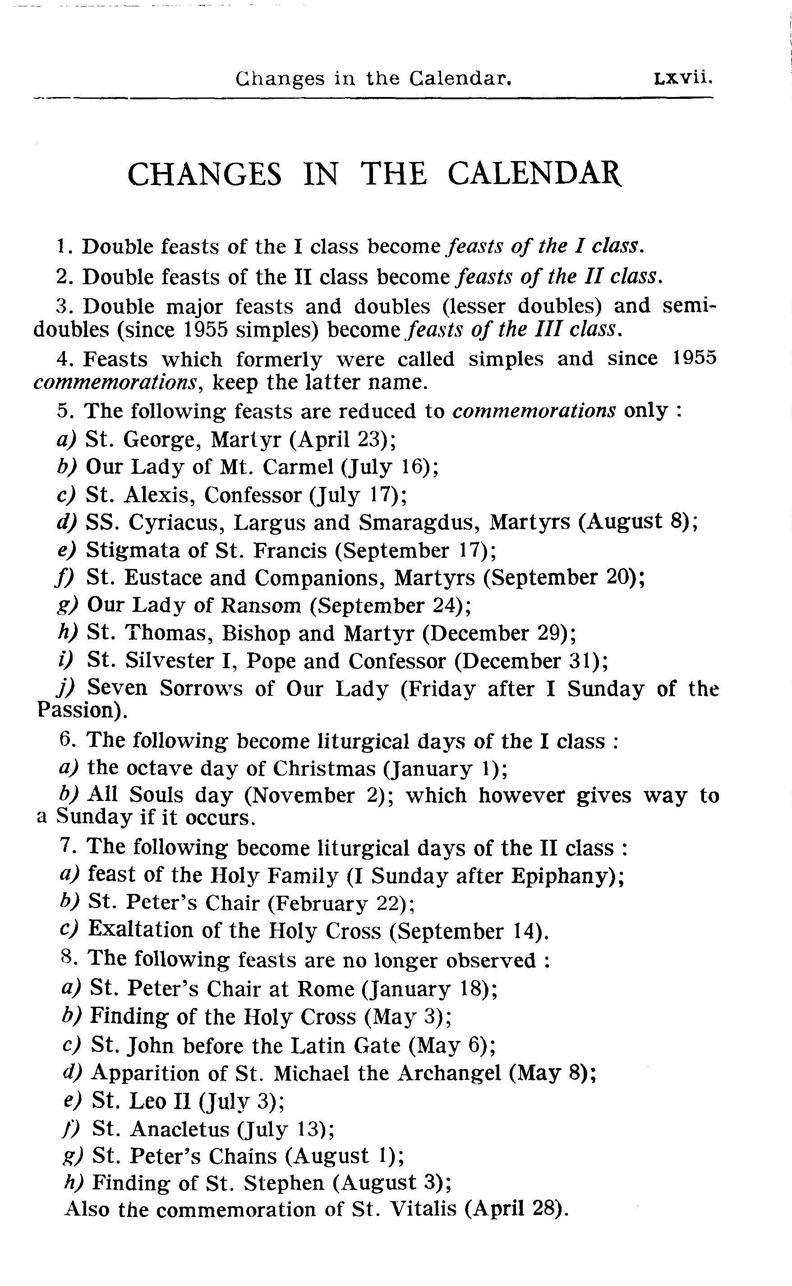 Changes in the Calendar. Lxvii.
CHANGES IN THE CALENDAR
1. Double feasts of the I class become feasts of the I class.
2. Double feasts of the II class become feasts of the II class.
3. Double major feasts and doubles (lesser doubles) and semi-
doubles (since 1955 simples) become feasts of the III class.
4. Feasts which formerly were called simples and since 1955
commemorations, keep the latter name.
5. The following feasts are reduced to commemorations only :
a) St. George, Martyr (April 23);
b) Our Lady of Mt. Carmel (July 16);
c) St. Alexis, Confessor (July 17);
d) SS. Cyriacus, Largus and Smaragdus, Martyrs (August 8);
e) Stigmata of St. Francis (September 17);
f) St. Eustace and Companions, Martyrs (September 20);
g) Our Lady of Ransom (September 24);
h) St. Thomas, Bishop and Martyr (December 29);
i) St. Silvester I, Pope and Confessor (December 31);
j) Seven Sorrows of Our Lady (Friday after I Sunday of the
Passion).
6. The following become liturgical days of the I class :
a) the octave day of Christmas (January 1);
b) All Souls day (November 2); which however gives way to
a Sunday if it occurs.
7. The following become liturgical days of the II class :
a) feast of the Holy Family (I Sunday after Epiphany);
b) St. Peter's Chair (February 22);
c) Exaltation of the Holy Cross (September 14).
8. The following feasts are no longer observed :
a) St. Peter's Chair at Rome (January 18);
b) Finding of the Holy Cross (May 3);
c) St. John before the Latin Gate (May 6);
d) Apparition of St. Michael the Archangel (May 8);
e) St. Leo II (July 3);
f) St. Anacletus (July 13);
g) St. Peter's Chains (August 1);
h) Finding of St. Stephen (August 3);
Also the commemoration of St. Vitalis (April 28).